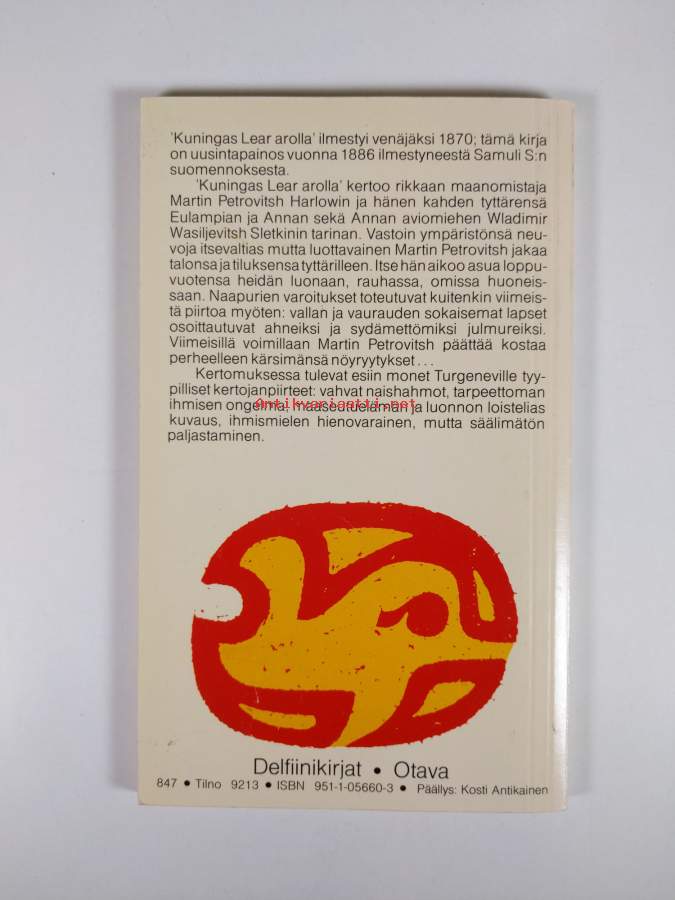 'Kuningas Lear arolla' ilmestyi venäjäksi 1870; tämä kirja
on uusintapainos vuonna 1886 ilmestyneestä Samuli S:n
suomennoksesta.
'Kuningas Lear arolla' kertoo rikkaan maanomistaja
Martin Petrovitsh Harlowin ja hänen kahden tyttärensä
Eulampian ja Annan sekä Annan aviomiehen Wladimir
Wasiljevitsh Sletkinin tarinan. Vastoin ympäristönsä neu-
voja itsevaltias mutta luottavainen Martin Petrovitsh jakaa
talonsa ja tiluksensa tyttärilleen. Itse hän aikoo asua loppu-
vuotensa heidän luonaan, rauhassa, omissa huoneis-
saan. Naapurien varoitukset toteutuvat kuitenkin viimeis-
tä piirtoa myöten: vallan ja vaurauden sokaisemat lapset
osoittautuvat ahneiksi ja sydämettömiksi julmureiksi.
Viimeisillä voimillaan Martin Petrovitsh päättää kostaa
perheelleen kärsimänsä nöyryytykset...
Kertomuksessa tulevat esiin monet Turgeneville tyy-
pilliset kertojanpiirteet: vahvat naishahmot, tarpeettoman
ihmisen ongelma, maaseutuelämän ja luonnon loistelias
Antikvariaatti.net
kuvaus, ihmismielen hienovarainen, mutta säälimätön
paljastaminen.
Delfiinikirjat • Otava
847 • Tilno 9213 • ISBN 951-1-05660-3 • Päällys: Kosti Antikainen